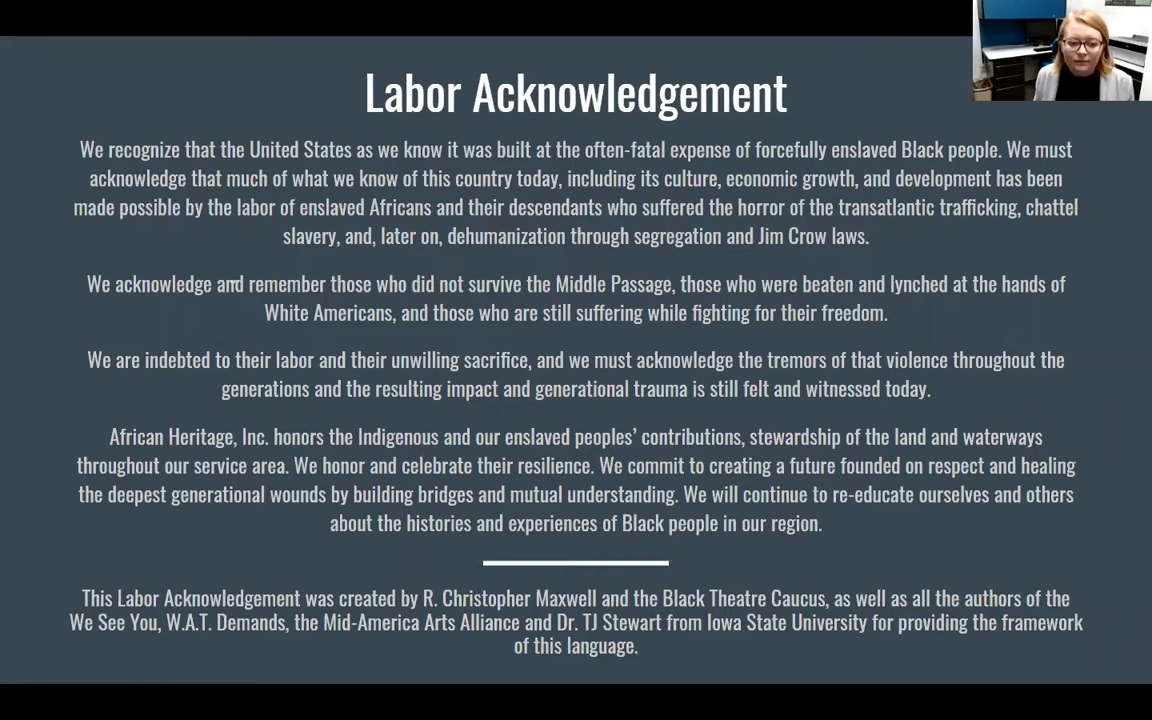 Labor Acknowledgement
We recognize that the United States as we know it was built at the often-fatal expense of forcefully enslaved Black people. We must
acknowledge that much of what we know of this country today, including its culture, economic growth, and development has been
made possible by the labor of enslaved Africans and their descendants who suffered the horror of the transatlantic trafficking, chattel
slavery, and, later on, dehumanization through segregation and Jim Crow laws.
We acknowledge and remember those who did not survive the Middle Passage, those who were beaten and lynched at the hands of
White Americans, and those who are still suffering while fighting for their freedom.
We are indebted to their labor and their unwilling sacrifice, and we must acknowledge the tremors of that violence throughout the
generations and the resulting impact and generational trauma is still felt and witnessed today.
African Heritage, Inc. honors the Indigenous and our enslaved peoples’ contributions, stewardship of the land and waterways
throughout our service area. We honor and celebrate their resilience. We commit to creating a future founded on respect and healing
the deepest generational wounds by building bridges and mutual understanding. We will continue to re-educate ourselves and others
about the histories and experiences of Black people in our region.
This Labor Acknowledgement was created by R. Christopher Maxwell and the Black Theatre Caucus, as well as all the authors of the
We See You, W.A.T. Demands, the Mid-America Arts Alliance and Dr. TJ Stewart from Iowa State University for providing the framework
of this language.